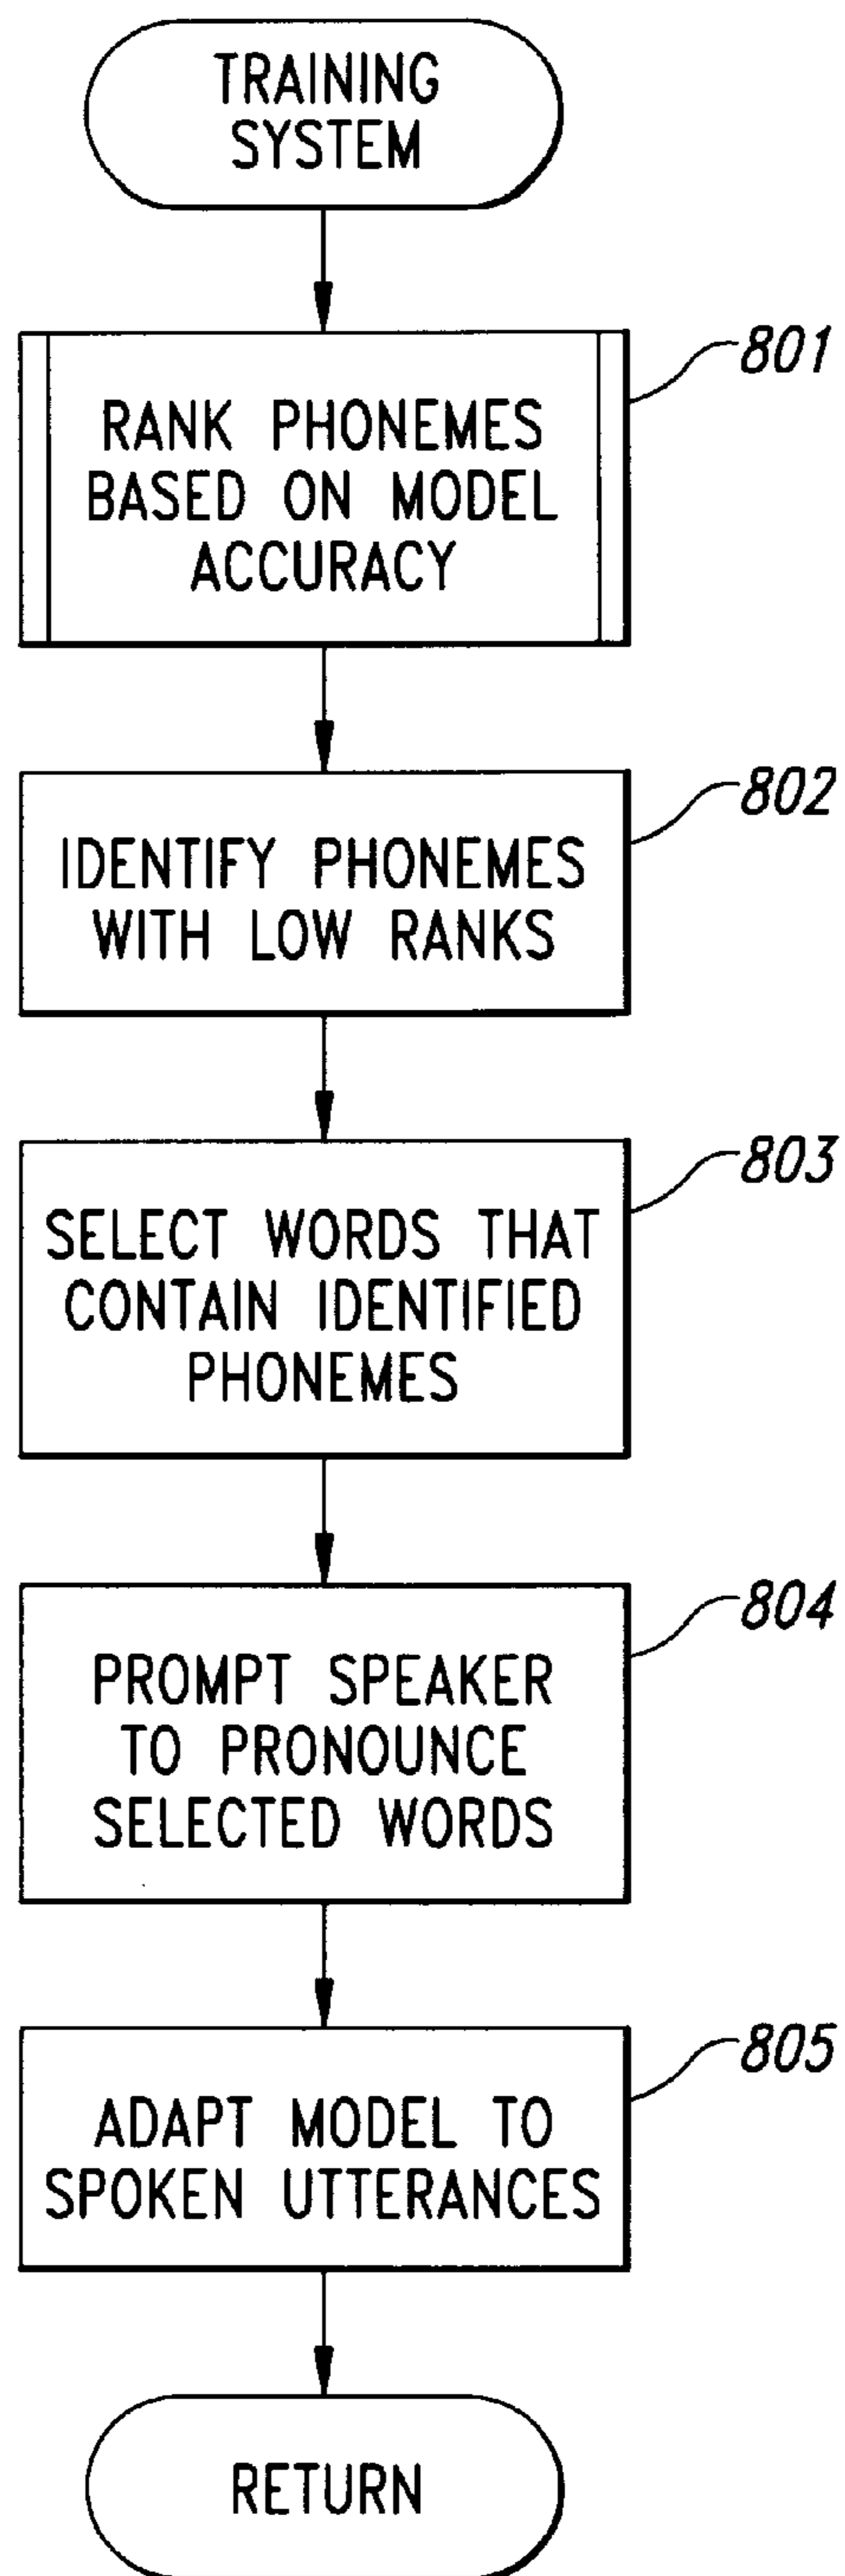 TRAINING
SYSTEM
801
RANK PHONEMES
BASED ON MODEL
ACCURACY
802
IDENTIFY PHONEMES
WITH LOW RANKS
803
SELECT WORDS THAT
CONTAIN IDENTIFIED
PHONEMES
804
PROMPT SPEAKER
TO PRONOUNCE
SELECTED WORDS
805
ADAPT MODEL TO
SPOKEN UTTERANCES
RETURN